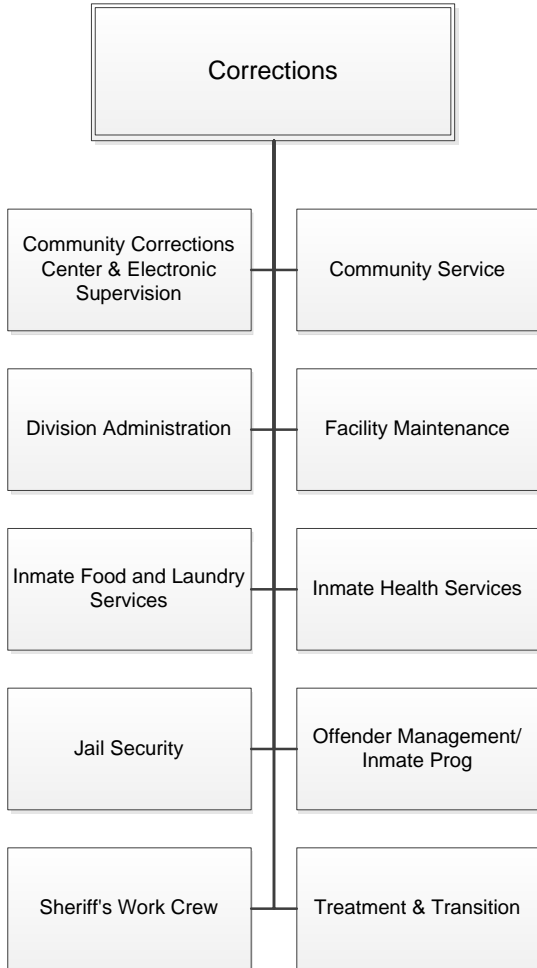 Corrections
Community Corrections
Center & Electronic
Supervision
Community Service
Division Administration
Facility Maintenance
Inmate Food and Laundry
Services
Inmate Health Services
Jail Security
Offender Management/
Inmate Prog
Sheriff's Work Crew
Treatment & Transition